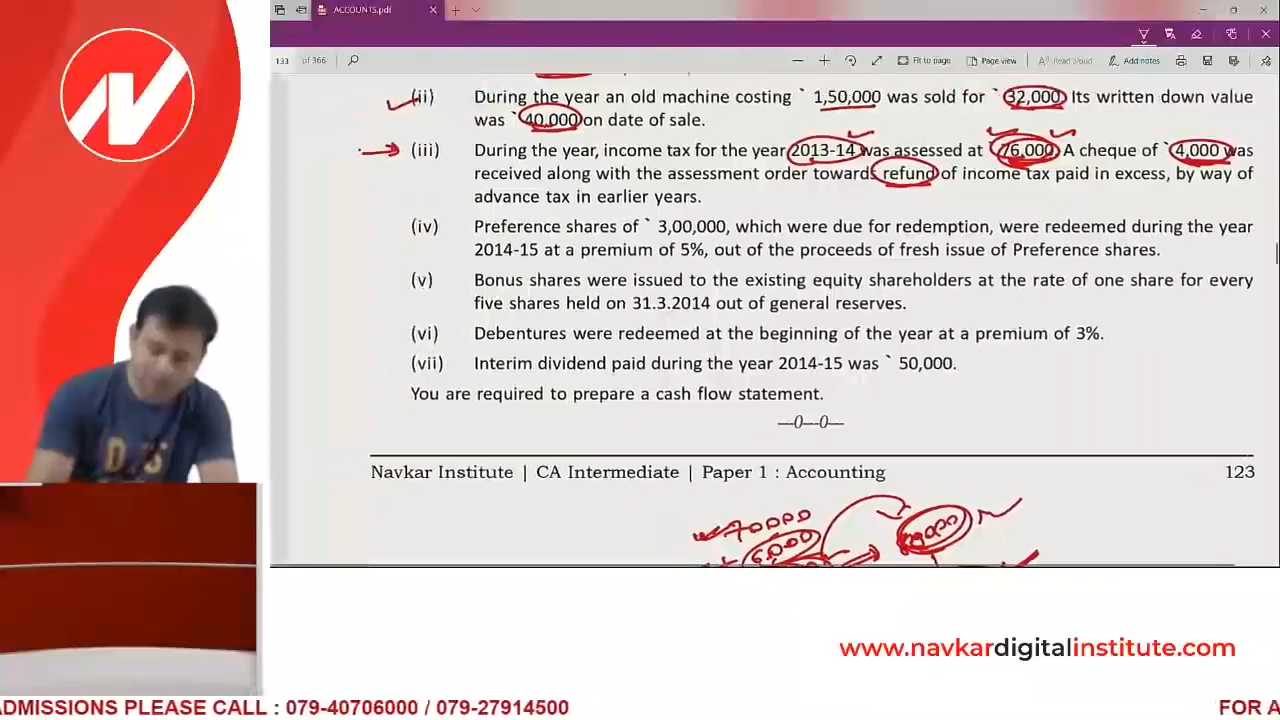 ACCOUNTS.pdf
133 of 366
Fit to page
Page view
Read aloud
Add notes
(ii) During the year an old machine costing ` 1,50,000 was sold for ` 32,000 Its written down value
was ` 40,000 on date of sale.
(iii) During the year, income tax for the year 2013-14 was assessed at ` 76,000 A cheque of ` 4,000 was
received along with the assessment order towards refund of income tax paid in excess, by way of
advance tax in earlier years.
(iv) Preference shares of ` 3,00,000, which were due for redemption, were redeemed during the year
2014-15 at a premium of 5%, out of the proceeds of fresh issue of Preference shares.
(v) Bonus shares were issued to the existing equity shareholders at the rate of one share for every
five shares held on 31.3.2014 out of general reserves.
(vi) Debentures were redeemed at the beginning of the year at a premium of 3%.
(vii) Interim dividend paid during the year 2014-15 was ` 50,000.
You are required to prepare a cash flow statement.
—0—0—
Navkar Institute | CA Intermediate | Paper 1 : Accounting 123
70000
www.navkardigitalinstitute.com
ADMISSIONS PLEASE CALL : 079-40706000 / 079-27914500 FOR A